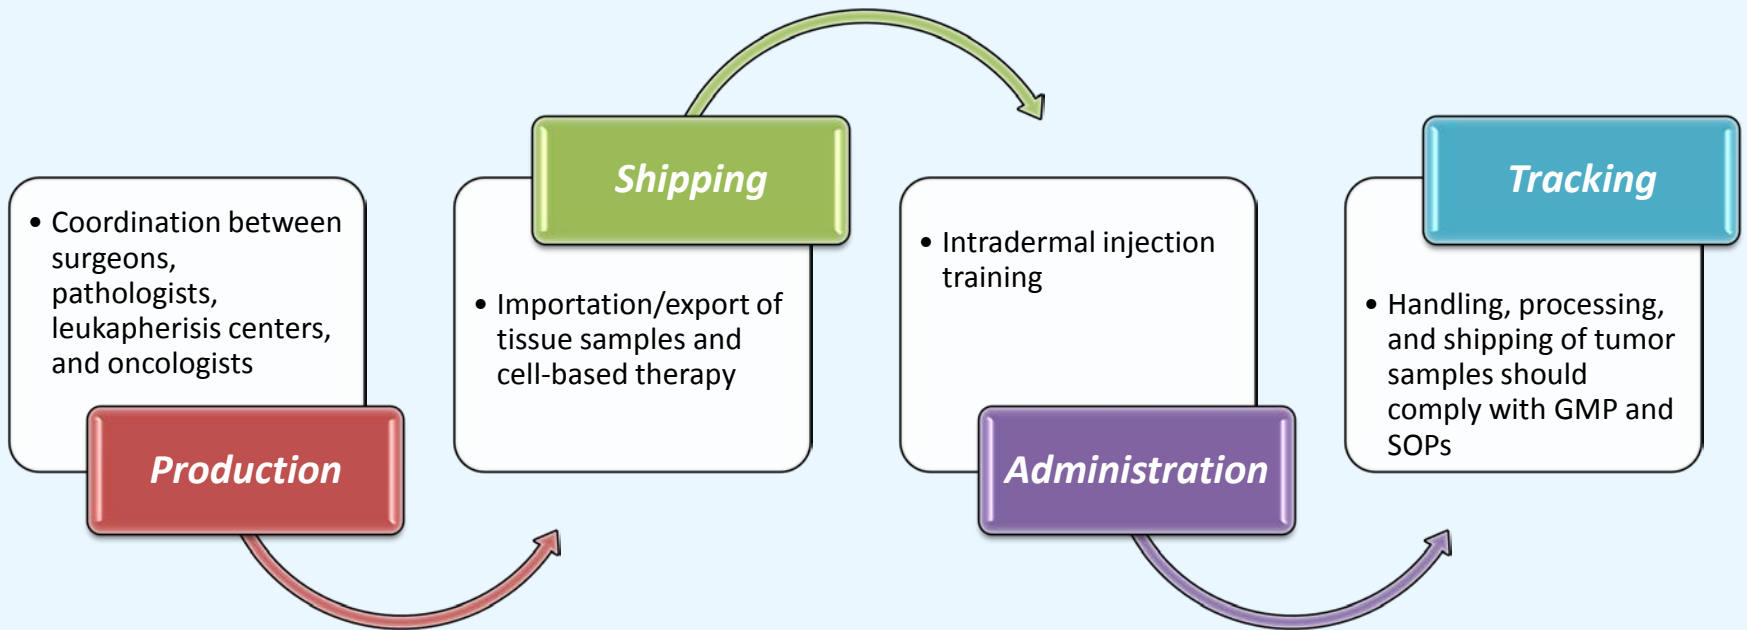 • Coordination between
surgeons,
pathologists,
leukapherisis centers,
and oncologists
Production
Shipping
• Importation/export of
tissue samples and
cell-based therapy
• Intradermal injection
training
Administration
Tracking
• Handling, processing,
and shipping of tumor
samples should
comply with GMP and
SOPs